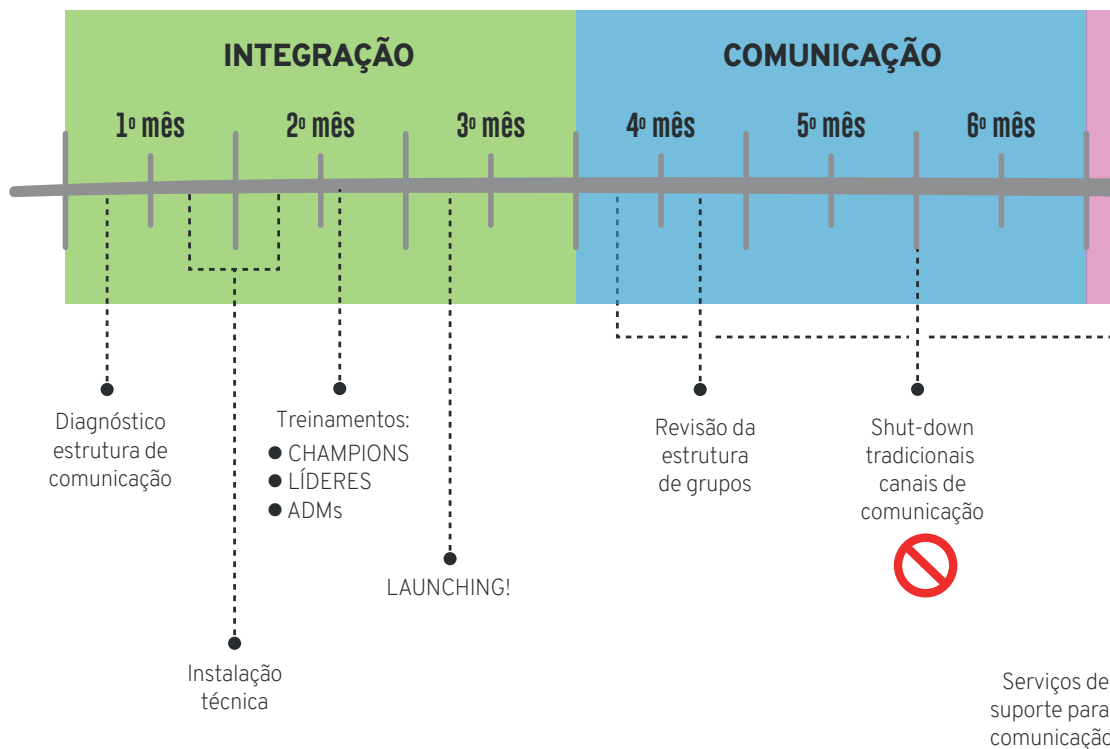 INTEGRAÇÃO
COMUNICAÇÃO
1º mês
2º mês
3º mês
4º mês
5º mês
6º mês
Diagnóstico
estrutura de
comunicação
Treinamentos:
● CHAMPIONS
● LÍDERES
● ADMs
Revisão da
estrutura
de grupos
Shut-down
tradicionais
canais de
comunicação
LAUNCHING!
Instalação
técnica
Serviços de
suporte para
comunicação